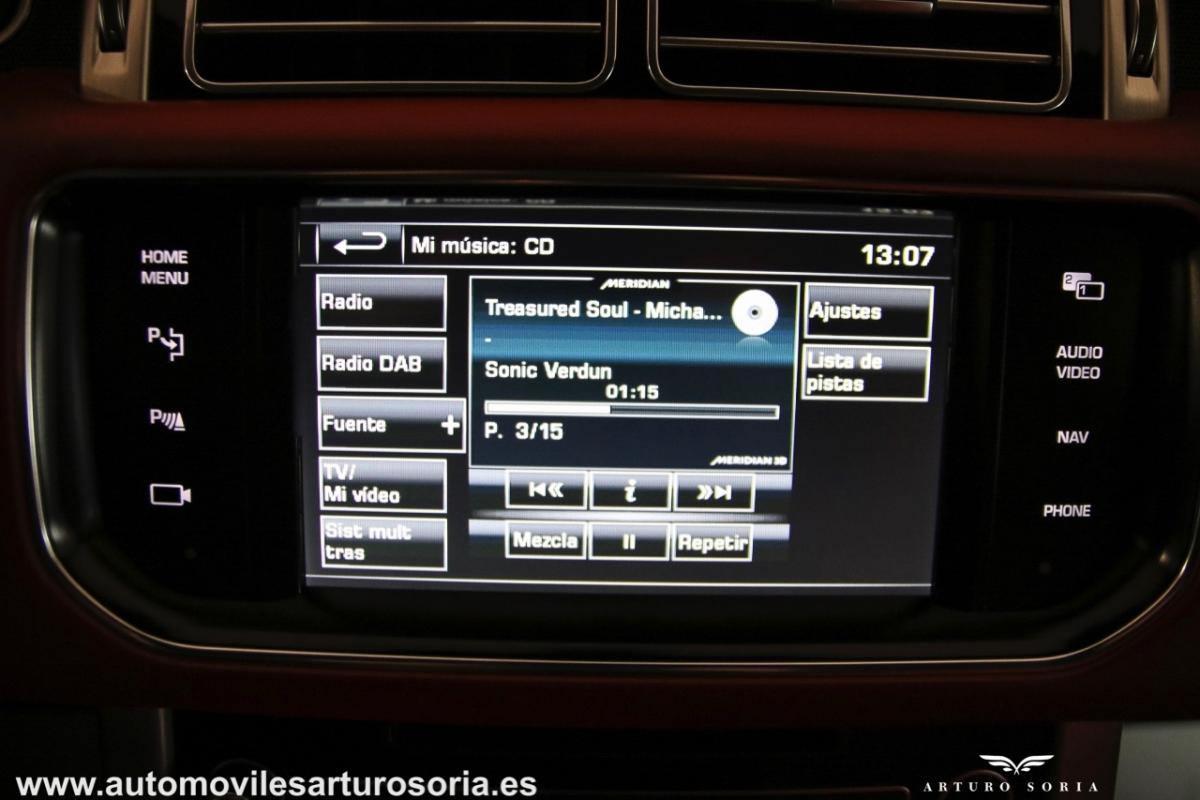 HOME
MENU
P
P
Mi música: CD
13:07
Radio
Radio DAB
Fuente +
TV/
Mi vídeo
Sist mult
tras
MERIDIAN
Treasured Soul - Micha...
-
Sonic Verdun
01:15
P. 3/15
MERIDIAN 3D
i
Mezcla
Repetir
Ajustes
Lista de
pistas
2
1
AUDIO
VIDEO
NAV
PHONE
www.automovilesarturosoria.es
ARTURO SORIA